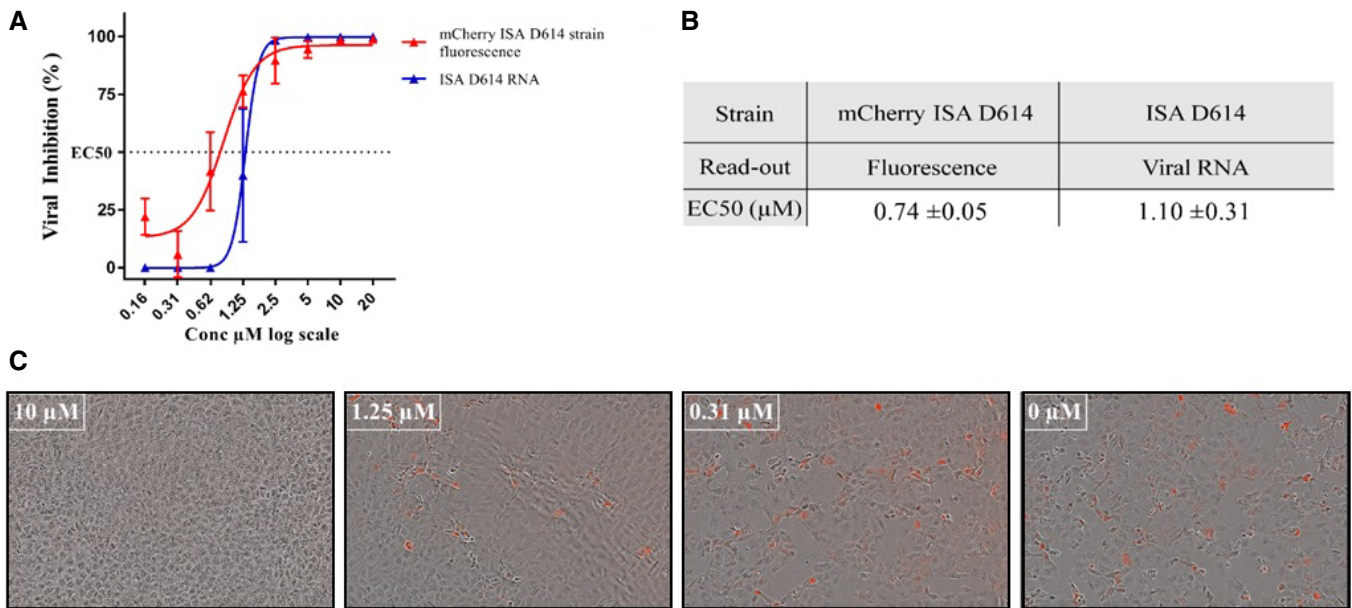 A
Viral Inhibition (%)
100
75
EC50
25
0
0.16 0.31 0.62 1.25 2.5 5 10 20
Conc µM log scale
mCherry ISA D614 strain
fluorescence
ISA D614 RNA
B
Strain mCherry ISA D614 ISA D614
Read-out Fluorescence Viral RNA
EC50 (µM) 0.74 ±0.05 1.10 ±0.31
C
10 µM 1.25 µM 0.31 µM 0 µM